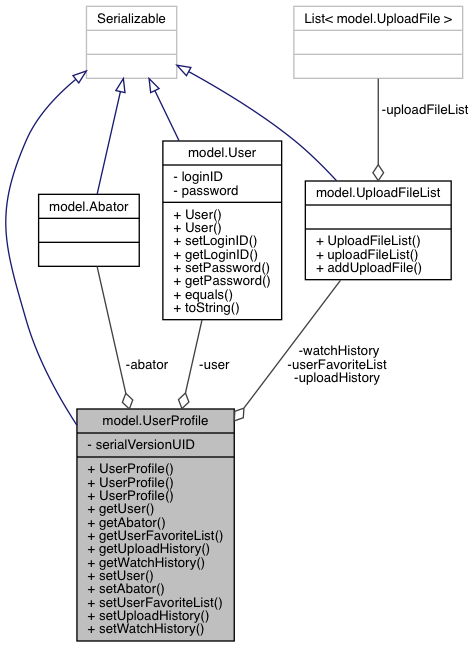 Serializable
List< model.UploadFile >
-uploadFileList
model.User
- loginID
- password
+ User()
+ User()
+ setLoginID()
+ getLoginID()
+ setPassword()
+ getPassword()
+ equals()
+ toString()
model.Abator
model.UploadFileList
+ UploadFileList()
+ uploadFileList()
+ addUploadFile()
-abator
-user
-watchHistory
-userFavoriteList
-uploadHistory
model.UserProfile
- serialVersionUID
+ UserProfile()
+ UserProfile()
+ UserProfile()
+ getUser()
+ getAbator()
+ getUserFavoriteList()
+ getUploadHistory()
+ getWatchHistory()
+ setUser()
+ setAbator()
+ setUserFavoriteList()
+ setUploadHistory()
+ setWatchHistory()